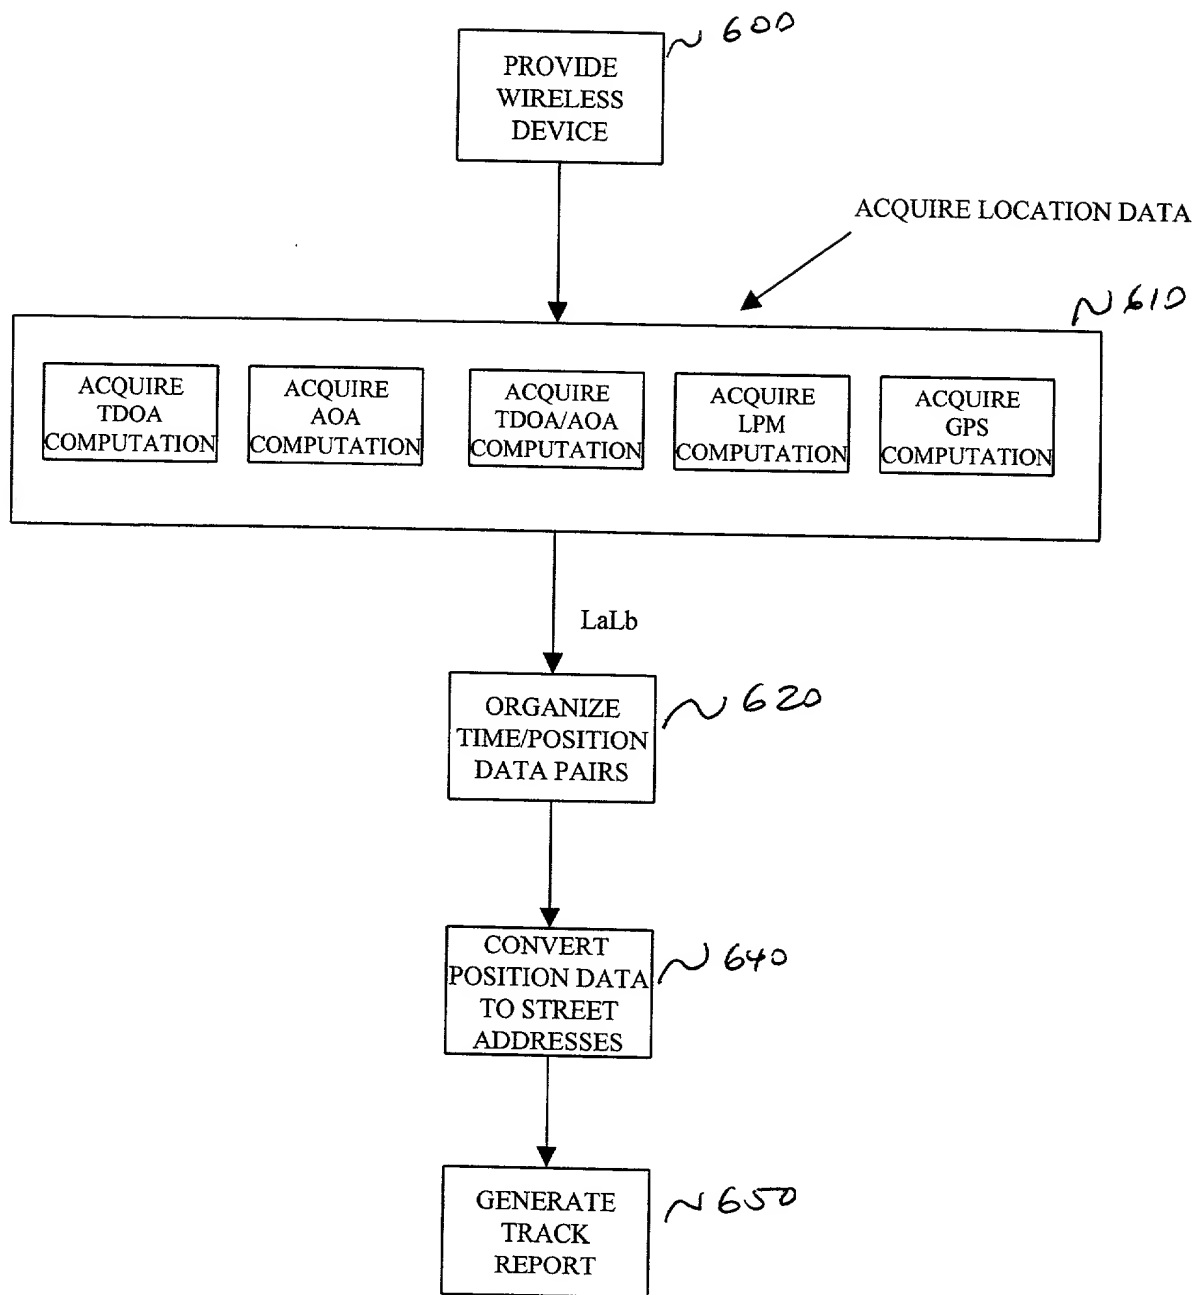 PROVIDE
WIRELESS
DEVICE
~ 600
ACQUIRE LOCATION DATA
~ 610
ACQUIRE
TDOA
COMPUTATION
ACQUIRE
AOA
COMPUTATION
ACQUIRE
TDOA/AOA
COMPUTATION
ACQUIRE
LPM
COMPUTATION
ACQUIRE
GPS
COMPUTATION
LaLb
ORGANIZE
TIME/POSITION
DATA PAIRS
~ 620
CONVERT
POSITION DATA
TO STREET
ADDRESSES
~ 640
GENERATE
TRACK
REPORT
~ 650